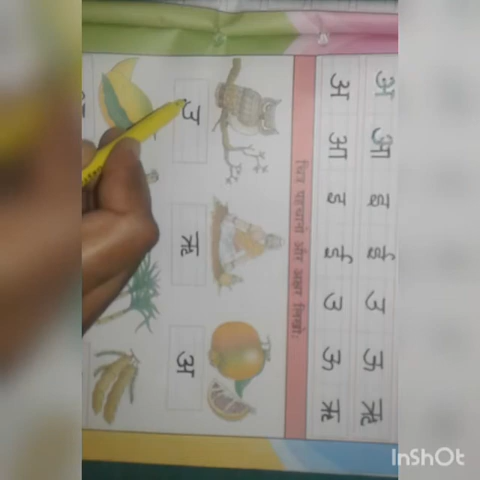 अ आ इ ई उ ऊ ऋ
अ आ इ ई उ ऊ ऋ
चित्र पहचानो और अक्षर लिखो।
उ ऋ अ
InShOt